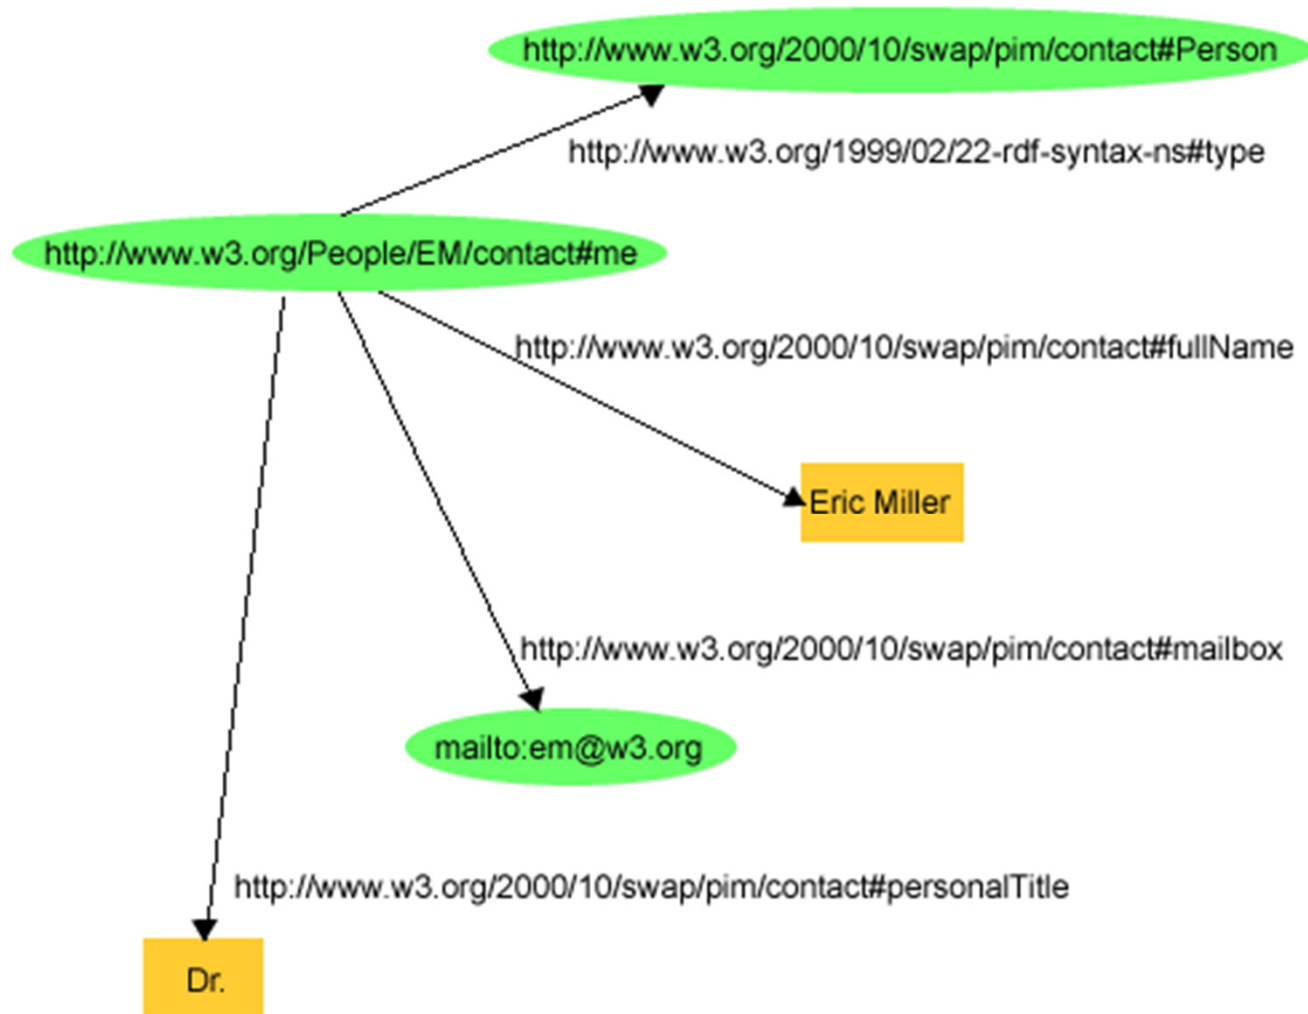 http://www.w3.org/2000/10/swap/pim/contact#Person
http://www.w3.org/1999/02/22-rdf-syntax-ns#type
http://www.w3.org/People/EM/contact#me
http://www.w3.org/2000/10/swap/pim/contact#fullName
Eric Miller
http://www.w3.org/2000/10/swap/pim/contact#mailbox
mailto:em@w3.org
http://www.w3.org/2000/10/swap/pim/contact#personalTitle
Dr.